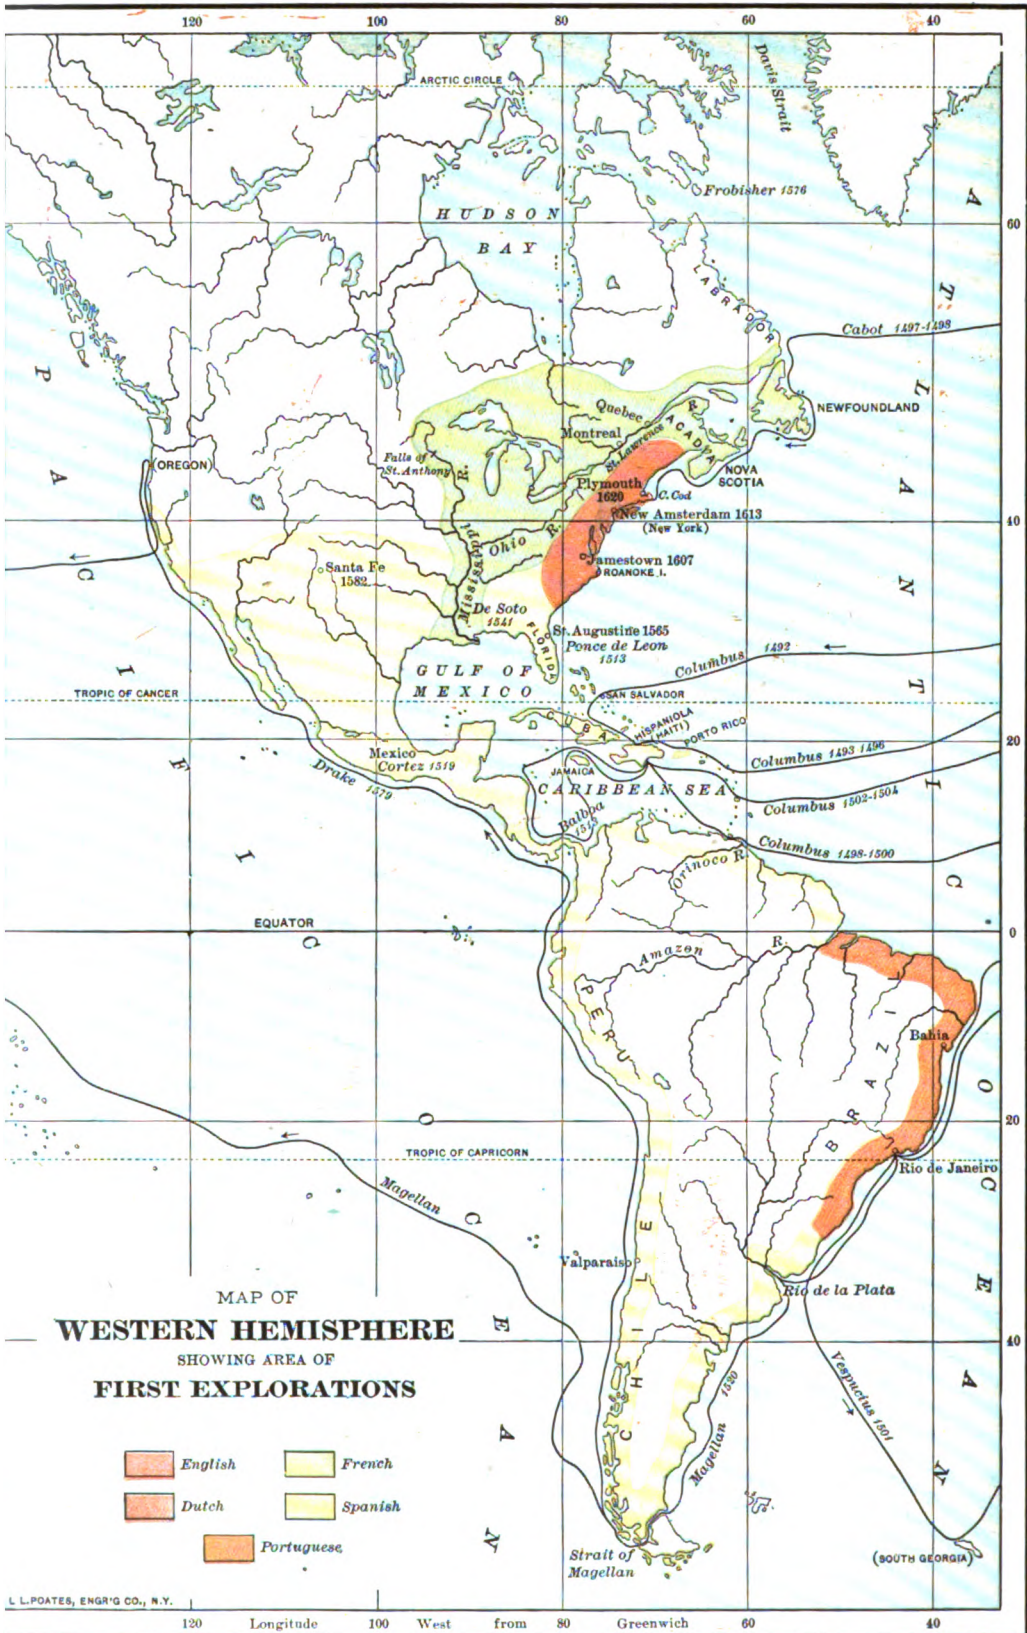 120 100 80 60 40
ARCTIC CIRCLE
Davis Strait
Frobisher 1576
HUDSON
BAY
60
LABRADOR
Cabot 1497-1498
NEWFOUNDLAND
Quebec
R.
ACADIA
Montreal
St. Lawrence
(OREGON)
Falls of
St. Anthony
NOVA
SCOTIA
Plymouth
1620
C. Cod
New Amsterdam 1613
(New York)
40
Mississippi R.
Ohio R.
Jamestown 1607
ROANOKE I.
Santa Fe
1582
De Soto
1541
FLORIDA
St. Augustine 1565
Ponce de Leon
1513
Columbus 1492
GULF OF
MEXICO
TROPIC OF CANCER
SAN SALVADOR
CUBA
HISPANIOLA
(HAITI)
PORTO RICO
20
Mexico
Cortez 1519
JAMAICA
Columbus 1493-1496
Drake 1579
CARIBBEAN SEA
Columbus 1502-1504
Balboa
1513
Columbus 1498-1500
Orinoco R.
PACIFIC OCEAN
ATLANTIC OCEAN
EQUATOR
0
Amazon R.
PERU
BRAZIL
Bahia
20
TROPIC OF CAPRICORN
Rio de Janeiro
Magellan
Valparaiso
CHILE
Rio de la Plata
40
Vespucius 1501
Magellan 1520
Strait of
Magellan
(SOUTH GEORGIA)
MAP OF
WESTERN HEMISPHERE
SHOWING AREA OF
FIRST EXPLORATIONS
English
French
Dutch
Spanish
Portuguese
L L.POATES, ENGR'G CO., N.Y.
120 Longitude 100 West from 80 Greenwich 60 40